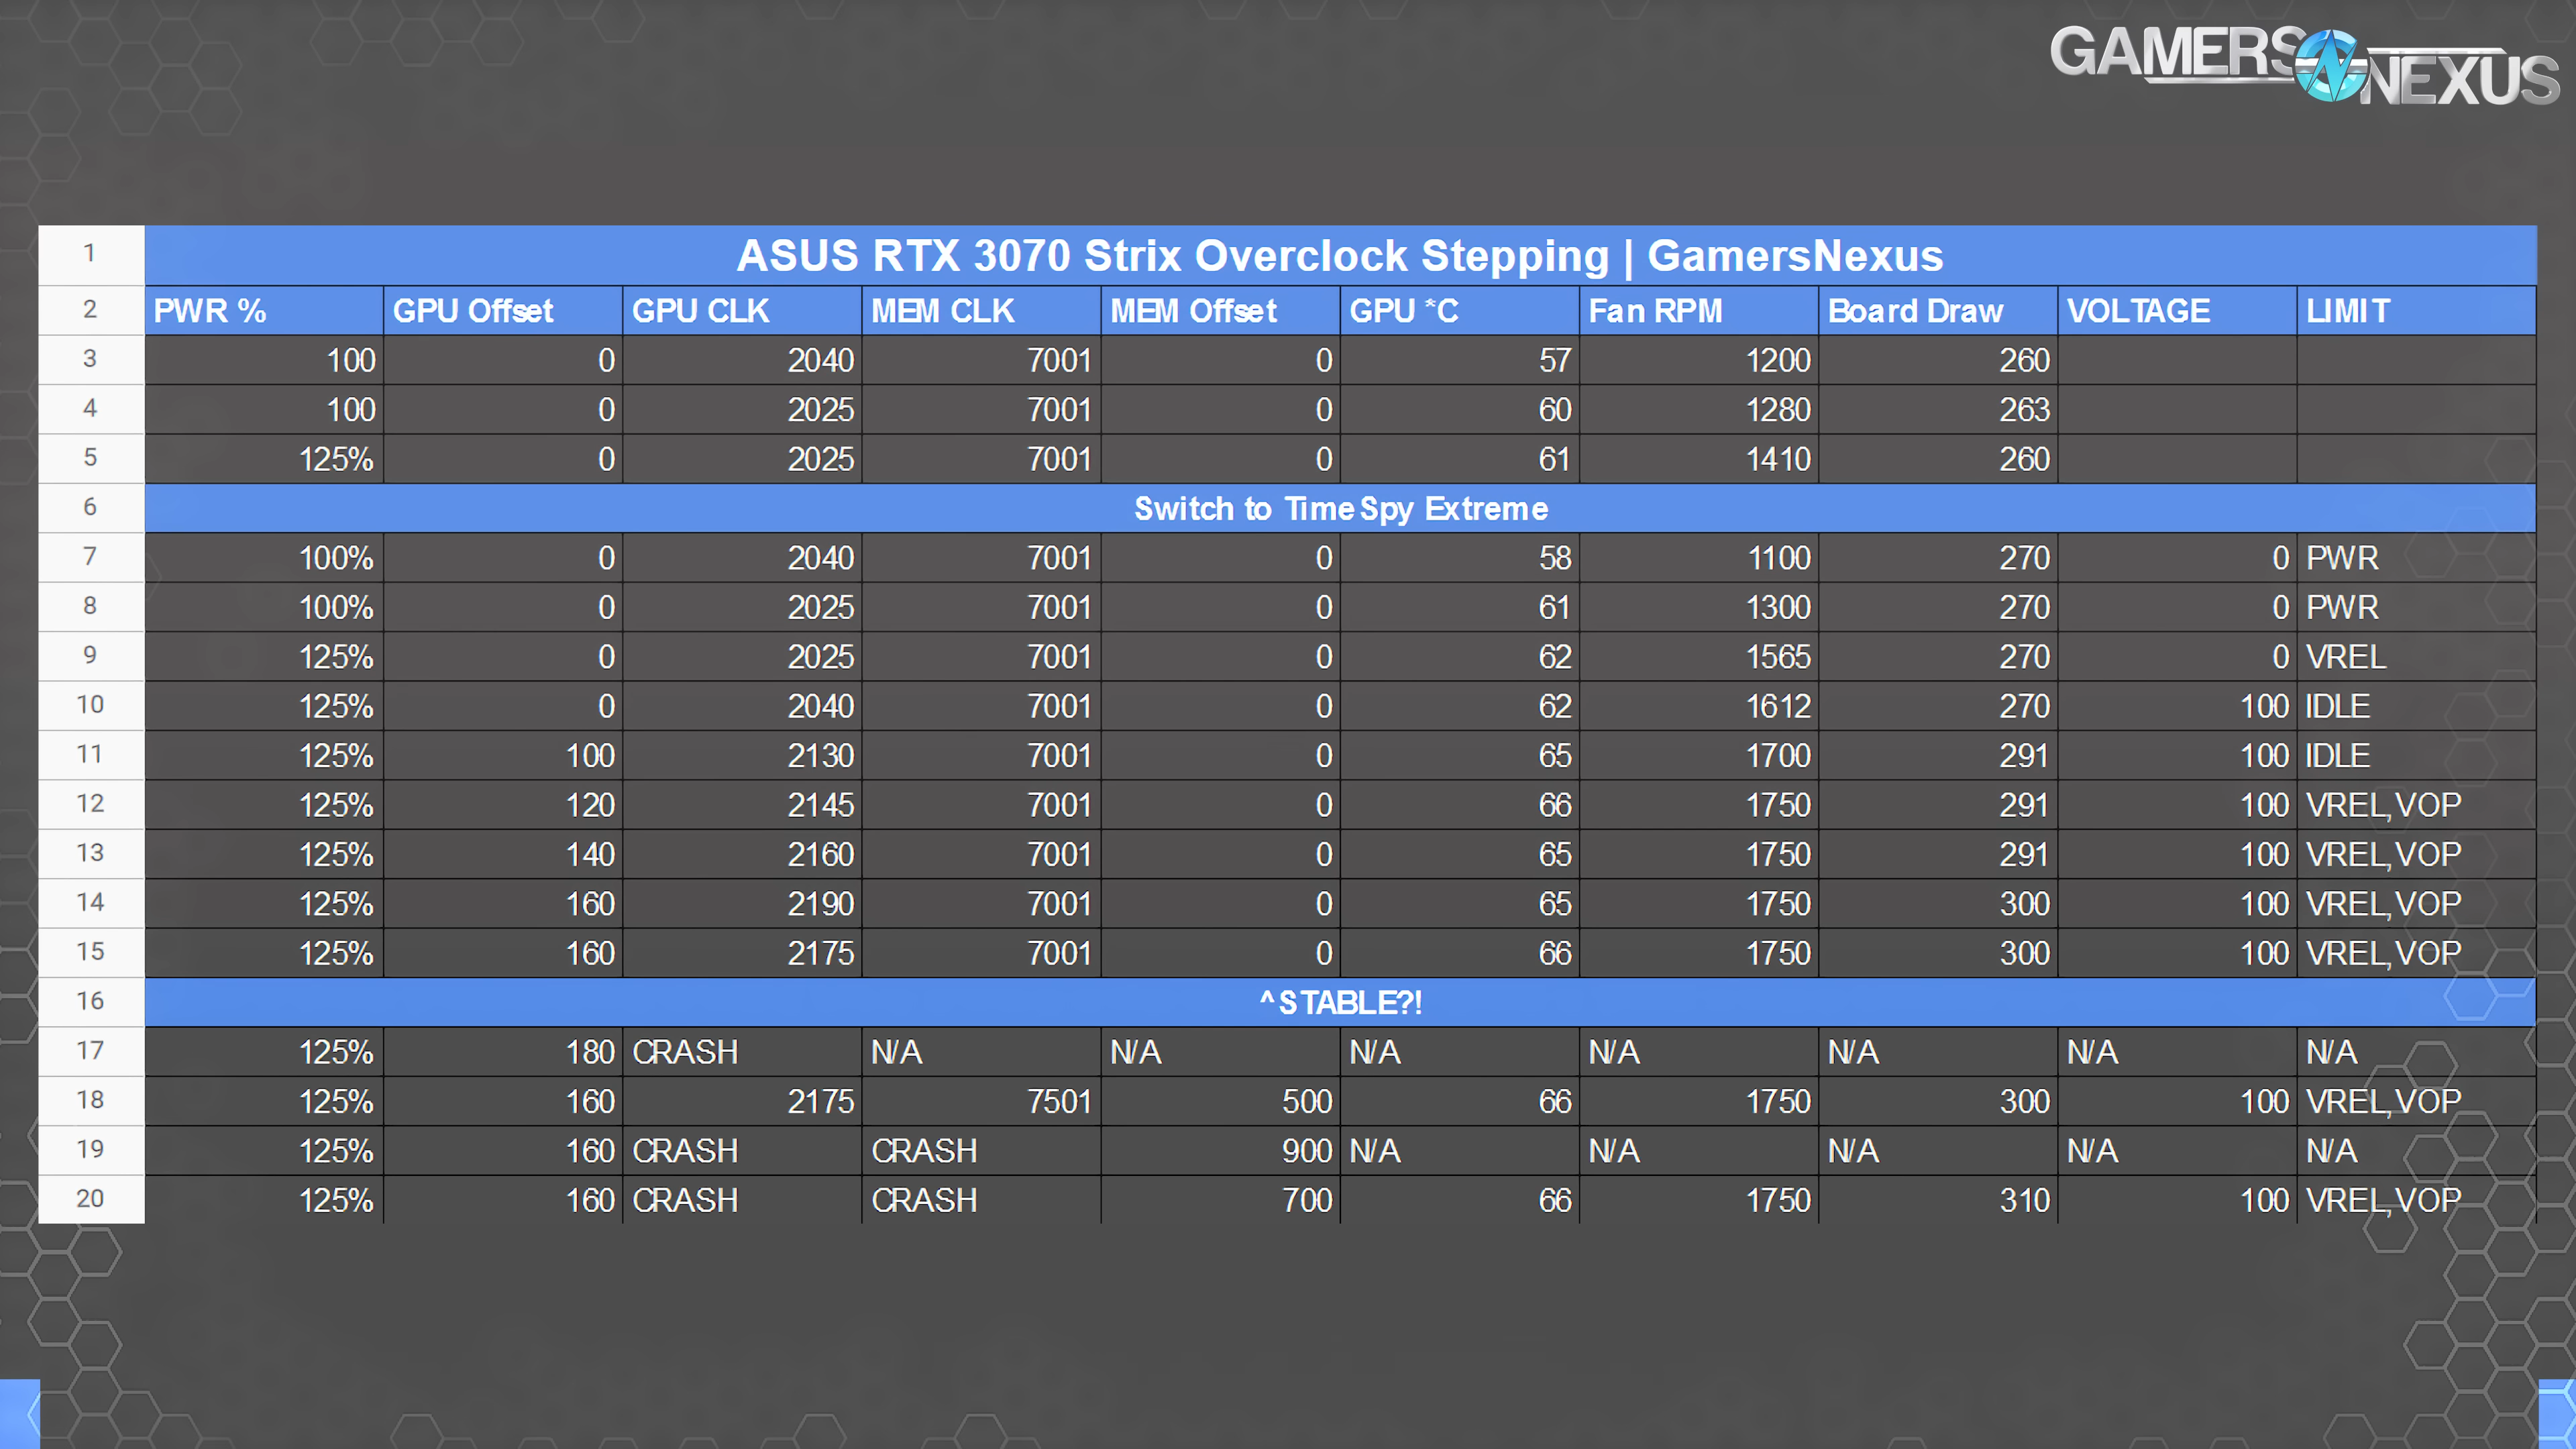 GAMERS NEXUS
1 ASUS RTX 3070 Strix Overclock Stepping | GamersNexus
2 PWR % GPU Offset GPU CLK MEM CLK MEM Offset GPU *C Fan RPM Board Draw VOLTAGE LIMIT
3 100 0 2040 7001 0 57 1200 260
4 100 0 2025 7001 0 60 1280 263
5 125% 0 2025 7001 0 61 1410 260
6 Switch to TimeSpy Extreme
7 100% 0 2040 7001 0 58 1100 270 0 PWR
8 100% 0 2025 7001 0 61 1300 270 0 PWR
9 125% 0 2025 7001 0 62 1565 270 0 VREL
10 125% 0 2040 7001 0 62 1612 270 100 IDLE
11 125% 100 2130 7001 0 65 1700 291 100 IDLE
12 125% 120 2145 7001 0 66 1750 291 100 VREL,VOP
13 125% 140 2160 7001 0 65 1750 291 100 VREL,VOP
14 125% 160 2190 7001 0 65 1750 300 100 VREL,VOP
15 125% 160 2175 7001 0 66 1750 300 100 VREL,VOP
16 ^STABLE?!
17 125% 180 CRASH N/A N/A N/A N/A N/A N/A N/A
18 125% 160 2175 7501 500 66 1750 300 100 VREL,VOP
19 125% 160 CRASH CRASH 900 N/A N/A N/A N/A N/A
20 125% 160 CRASH CRASH 700 66 1750 310 100 VREL,VOP